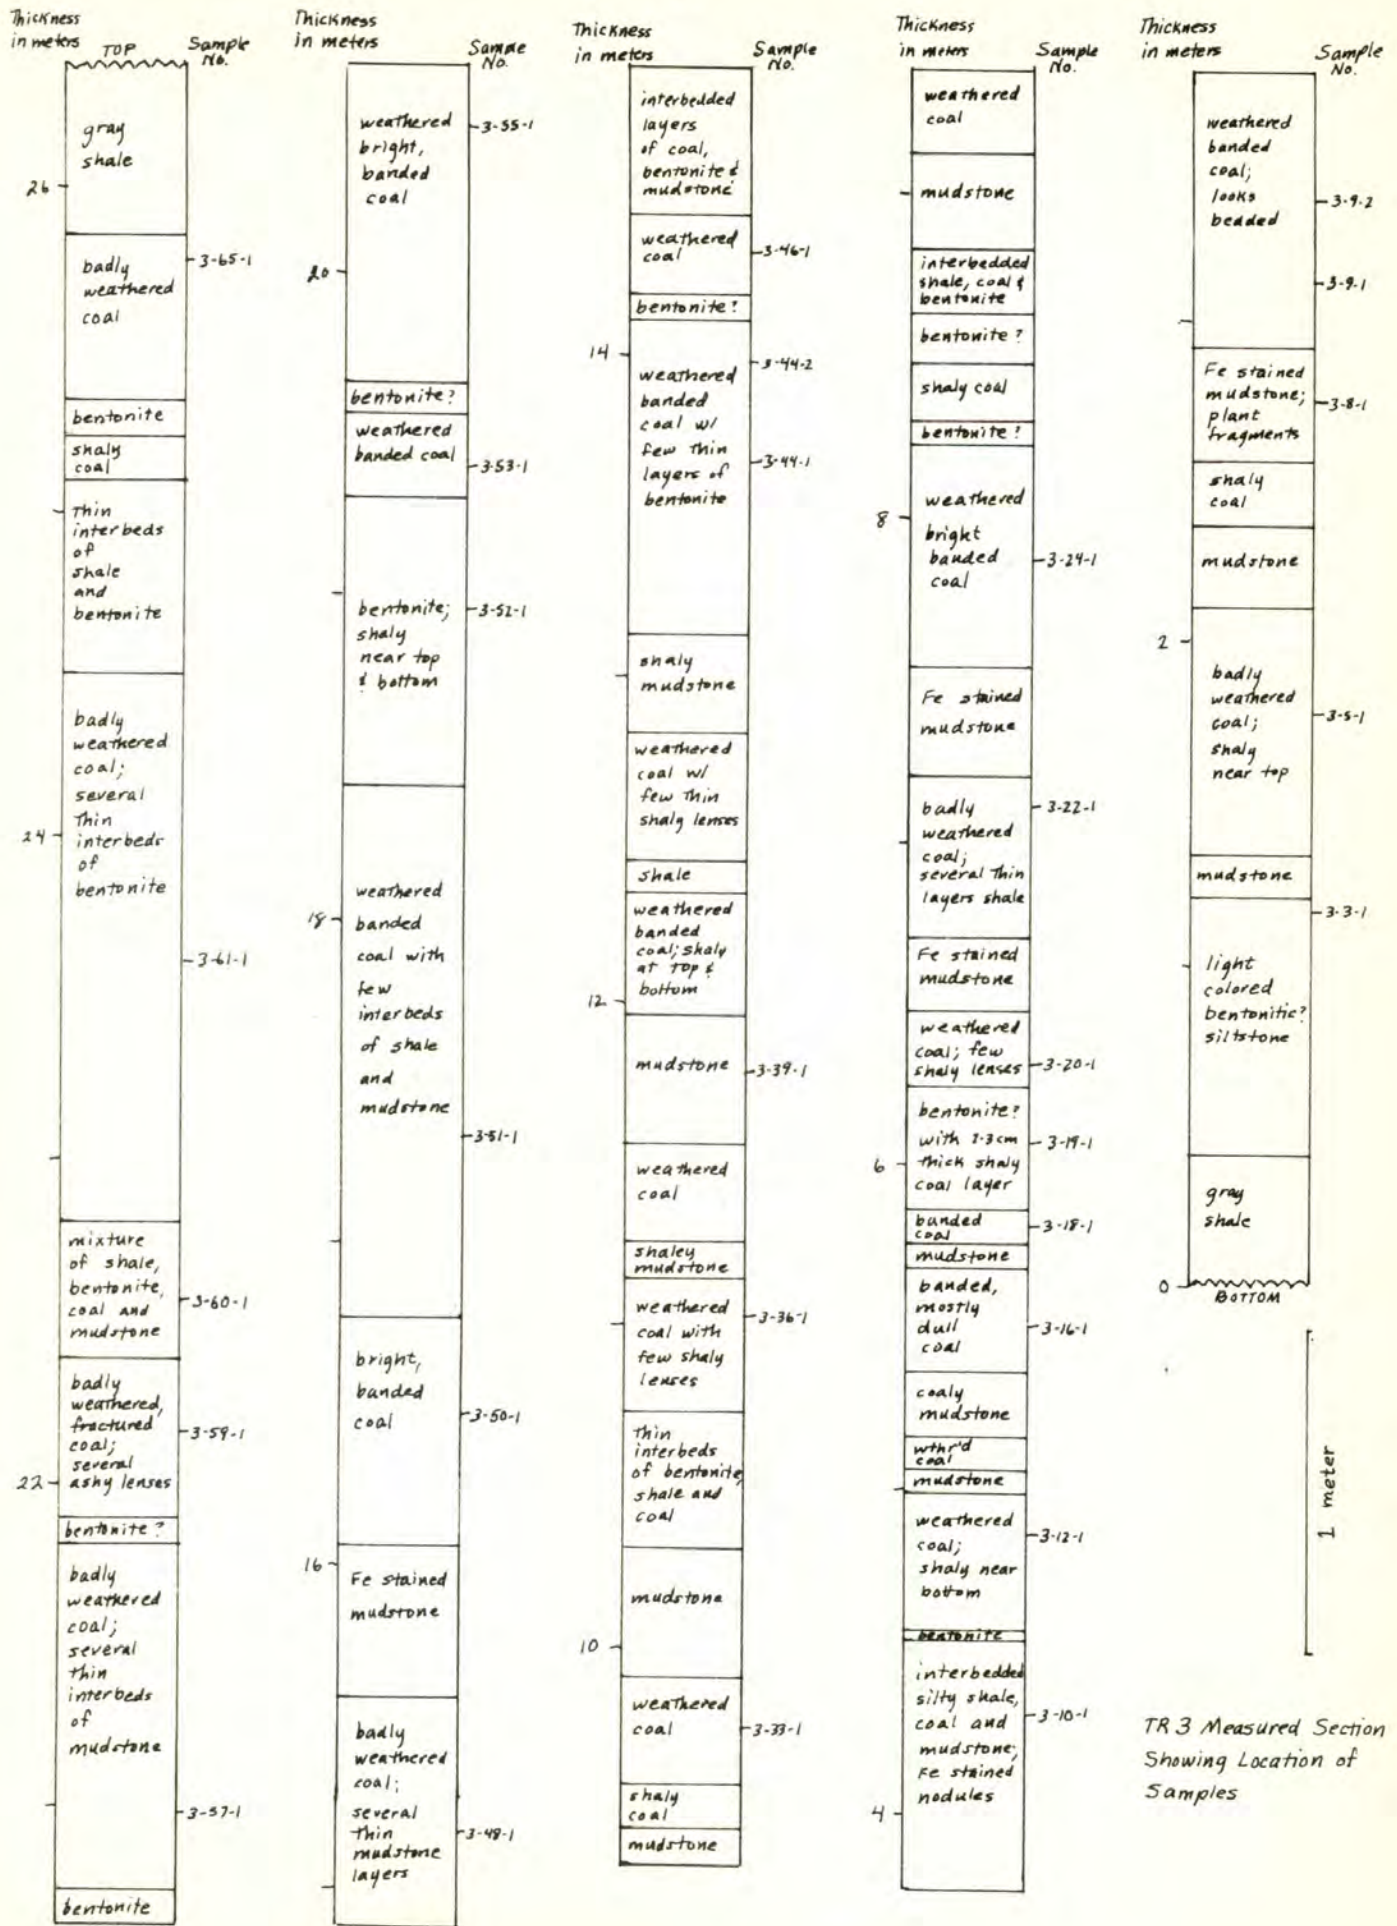 Thickness
in meters
TOP
Sample
No.
gray
shale
26
badly
weathered
coal
3-65-1
bentonite
shaly
coal
Thin
interbeds
of
shale
and
bentonite
badly
weathered
coal;
several
Thin
interbeds
of
bentonite
24
3-61-1
mixture
of shale,
bentonite,
coal and
mudstone
3-60-1
badly
weathered,
fractured
coal;
several
ashy lenses
3-59-1
22
bentonite?
badly
weathered
coal;
several
thin
interbeds
of
mudstone
3-57-1
bentonite
Thickness
in meters
Sample
No.
weathered
bright,
banded
coal
3-55-1
20
bentonite?
weathered
banded coal
3-53-1
bentonite;
shaly
near top
& bottom
3-52-1
18
weathered
banded
coal with
few
interbeds
of shale
and
mudstone
3-51-1
bright,
banded
coal
3-50-1
16
Fe stained
mudstone
badly
weathered
coal;
several
thin
mudstone
layers
3-48-1
Thickness
in meters
Sample
No.
interbedded
layers
of coal,
bentonite &
mudstone
weathered
coal
3-46-1
bentonite?
14
weathered
banded
coal w/
few thin
layers of
bentonite
3-44-2
3-44-1
shaly
mudstone
weathered
coal w/
few thin
shaly lenses
shale
weathered
banded
coal; shaly
at top &
bottom
12
mudstone
3-39-1
weathered
coal
shaley
mudstone
weathered
coal with
few shaly
lenses
3-36-1
Thin
interbeds
of bentonite,
shale and
coal
mudstone
10
weathered
coal
3-33-1
shaly
coal
mudstone
Thickness
in meters
Sample
No.
weathered
coal
mudstone
interbedded
shale, coal &
bentonite
bentonite?
shaly coal
bentonite?
8
weathered
bright
banded
coal
3-24-1
Fe stained
mudstone
badly
weathered
coal;
several thin
layers shale
3-22-1
Fe stained
mudstone
weathered
coal; few
shaly lenses
3-20-1
bentonite?
with 2-3cm
thick shaly
coal layer
3-19-1
6
banded
coal
3-18-1
mudstone
banded,
mostly
dull
coal
3-16-1
coaly
mudstone
wthr'd
coal
mudstone
weathered
coal;
shaly near
bottom
3-12-1
bentonite
interbedded
silty shale,
coal and
mudstone;
Fe stained
nodules
3-10-1
4
Thickness
in meters
Sample
No.
weathered
banded
coal;
looks
bedded
3-9-2
3-9-1
Fe stained
mudstone;
plant
fragments
3-8-1
shaly
coal
mudstone
2
badly
weathered
coal;
shaly
near top
3-5-1
mudstone
3-3-1
light
colored
bentonitic?
siltstone
gray
shale
0
BOTTOM
1 meter
TR 3 Measured Section
Showing Location of
Samples